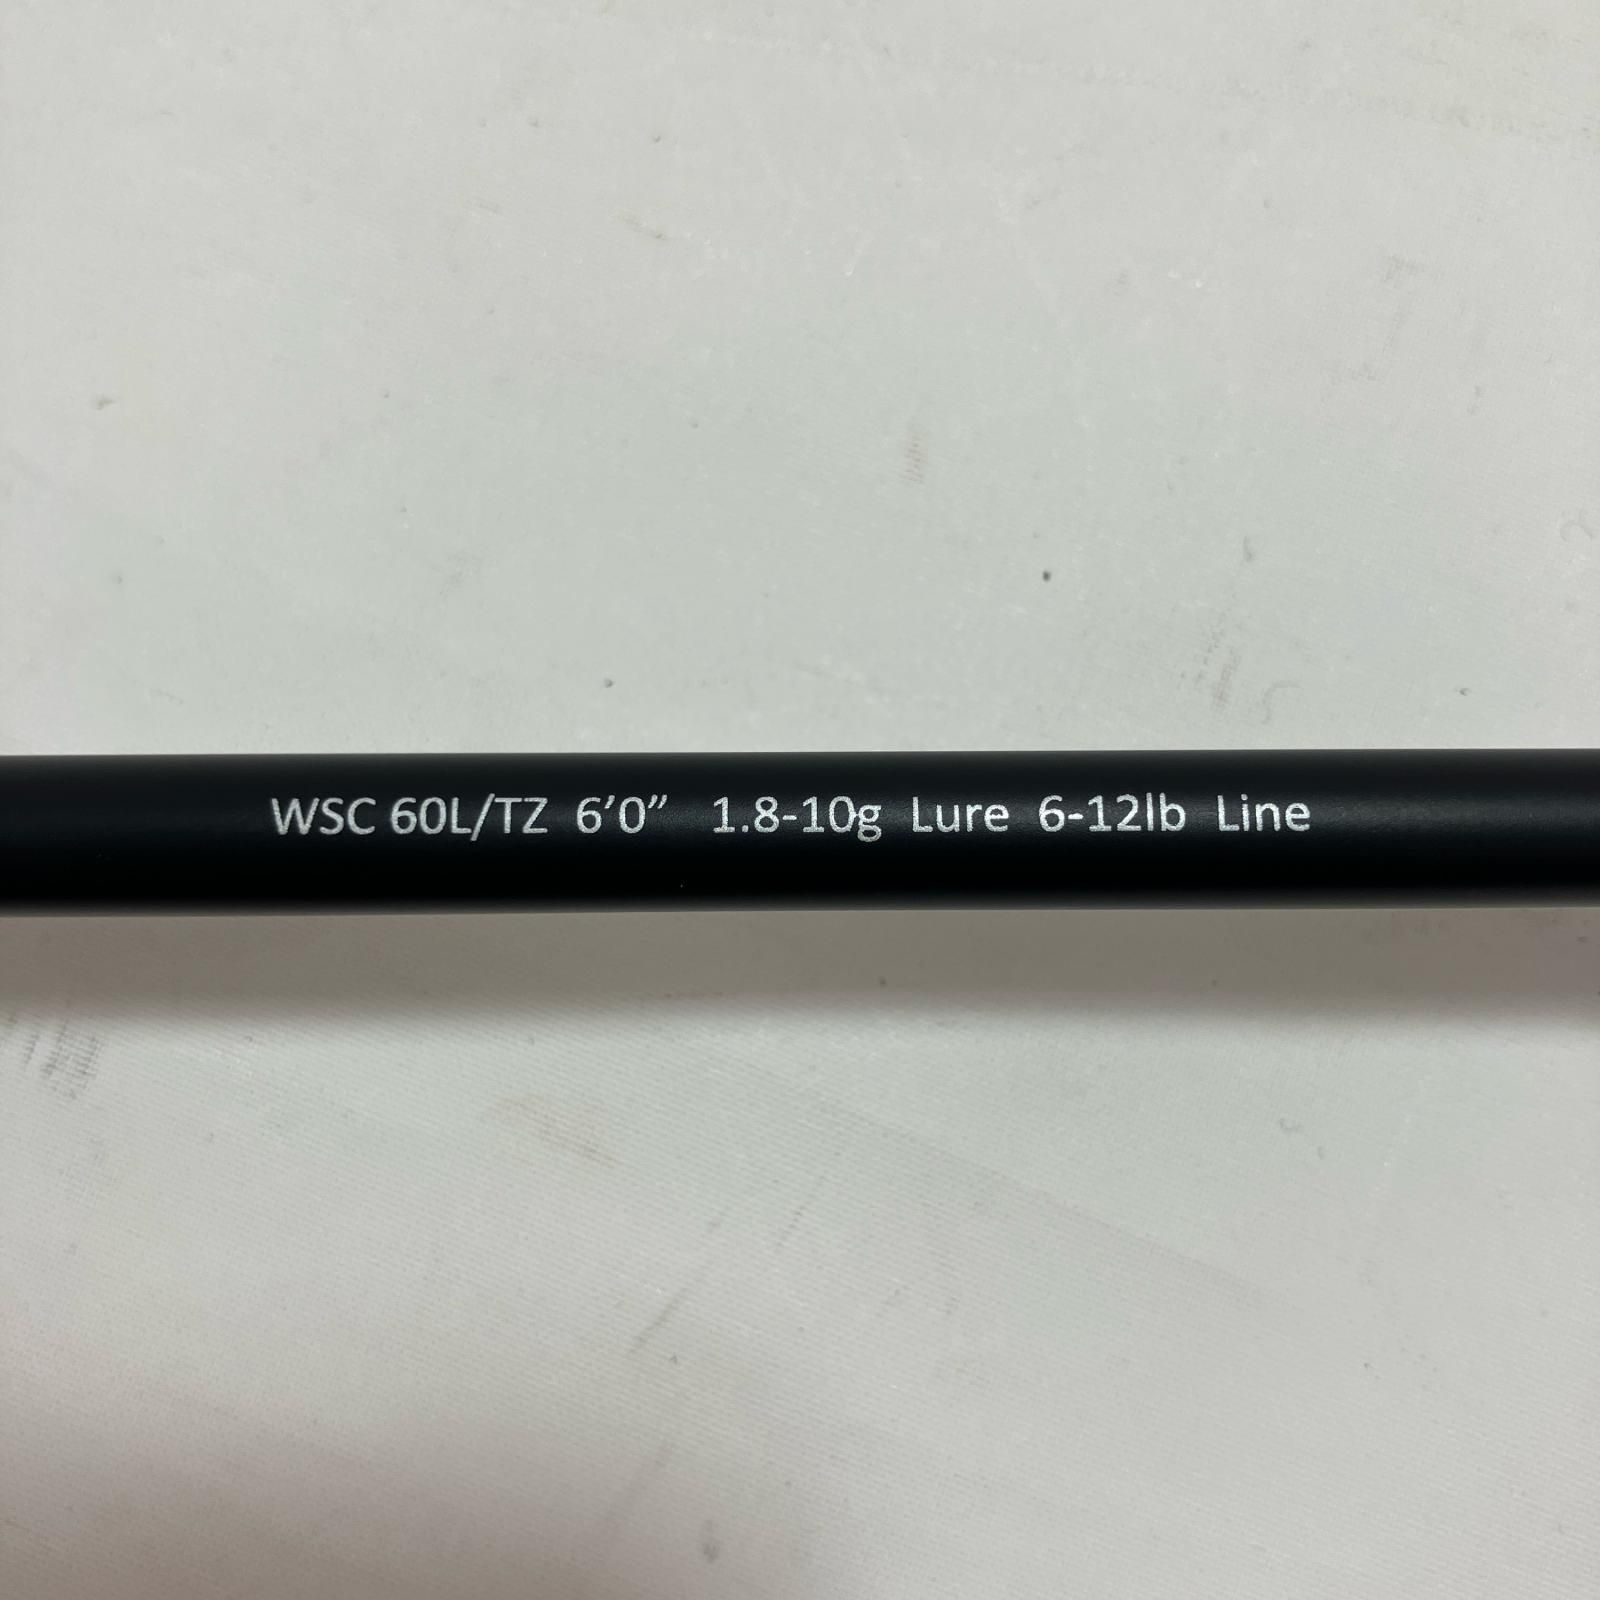 WSC 60L/TZ 6’0” 1.8-10g Lure 6-12lb Line